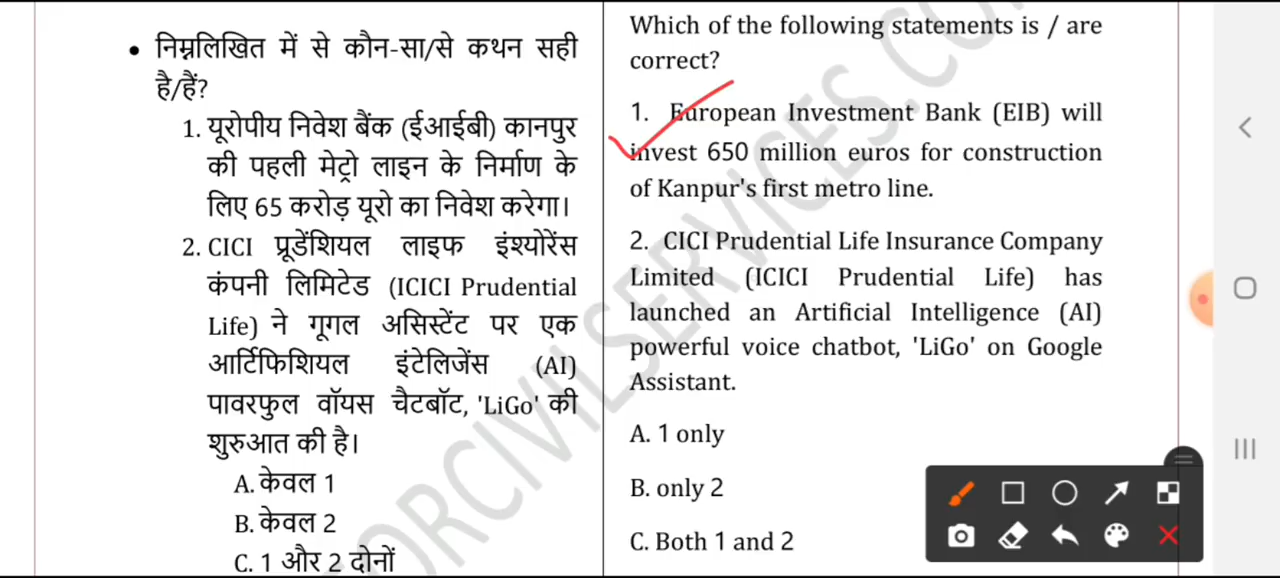 • निम्नलिखित में से कौन-सा/से कथन सही
है/हैं?
1. यूरोपीय निवेश बैंक (ईआईबी) कानपुर
की पहली मेट्रो लाइन के निर्माण के
लिए 65 करोड़ यूरो का निवेश करेगा।
2. CICI प्रूडेंशियल लाइफ इंश्योरेंस
कंपनी लिमिटेड (ICICI Prudential
Life) ने गूगल असिस्टेंट पर एक
आर्टिफिशियल इंटेलिजेंस (AI)
पावरफुल वॉयस चैटबॉट, 'LiGo' की
शुरुआत की है।
A. केवल 1
B. केवल 2
C. 1 और 2 दोनों
Which of the following statements is / are
correct?
1. European Investment Bank (EIB) will
invest 650 million euros for construction
of Kanpur's first metro line.
2. CICI Prudential Life Insurance Company
Limited (ICICI Prudential Life) has
launched an Artificial Intelligence (AI)
powerful voice chatbot, 'LiGo' on Google
Assistant.
A. 1 only
B. only 2
C. Both 1 and 2
FORCIVILSERVICES.CO